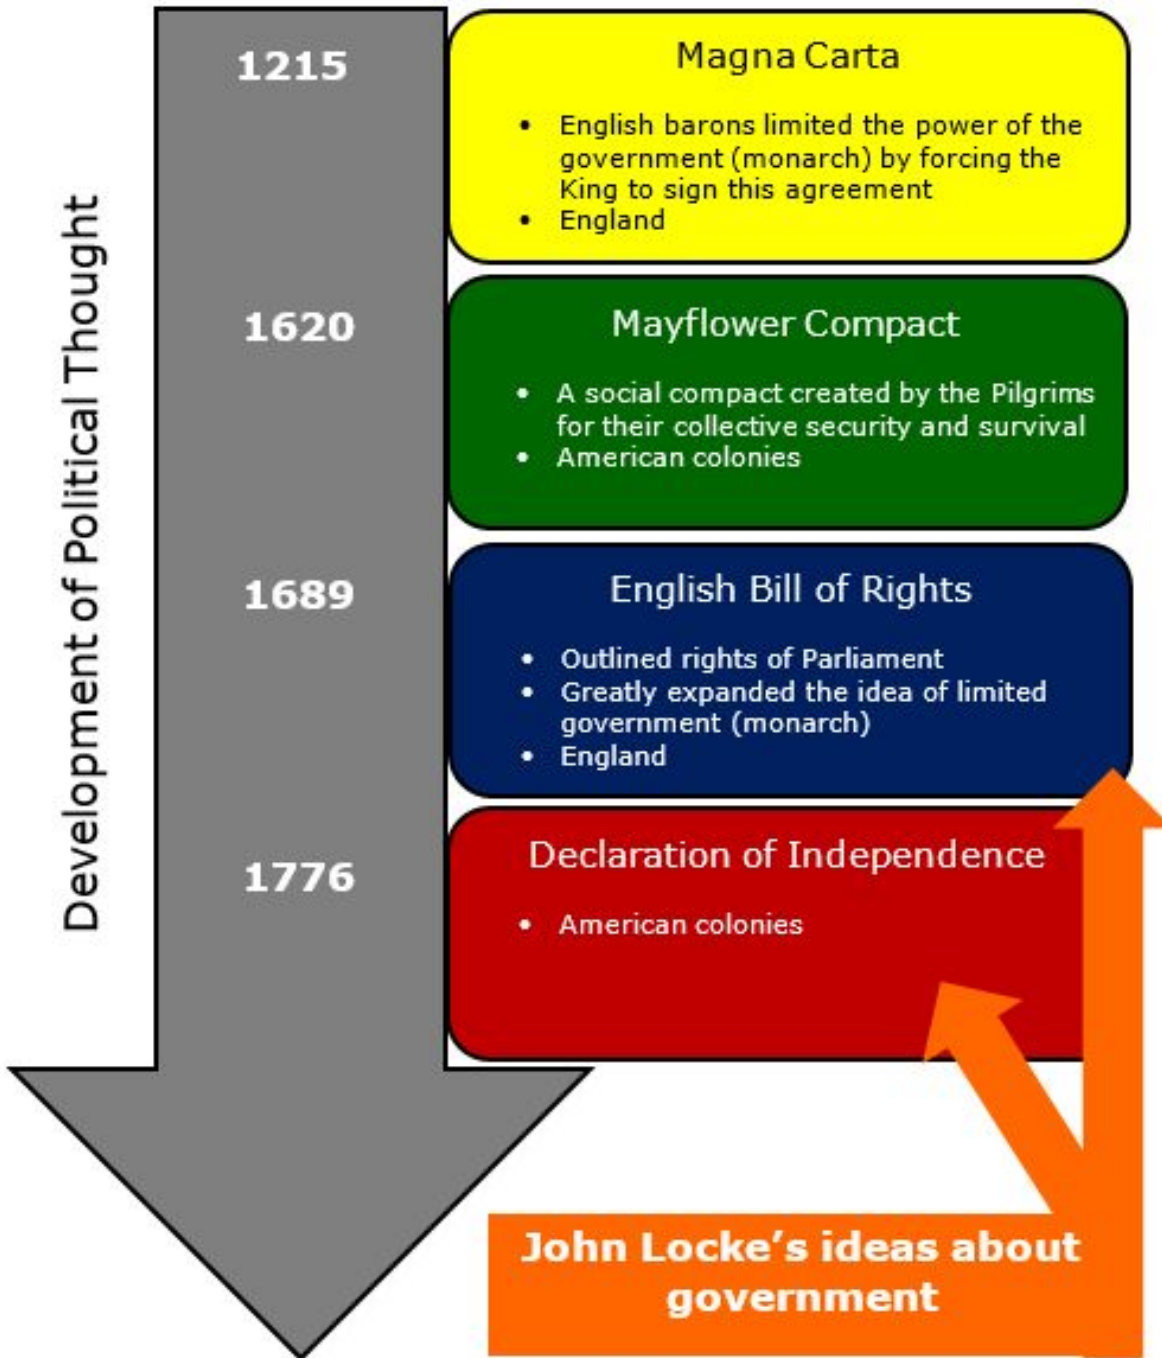 Development of Political Thought
1215
Magna Carta
• English barons limited the power of the
government (monarch) by forcing the
King to sign this agreement
• England
1620
Mayflower Compact
• A social compact created by the Pilgrims
for their collective security and survival
• American colonies
1689
English Bill of Rights
• Outlined rights of Parliament
• Greatly expanded the idea of limited
government (monarch)
• England
1776
Declaration of Independence
• American colonies
John Locke’s ideas about
government